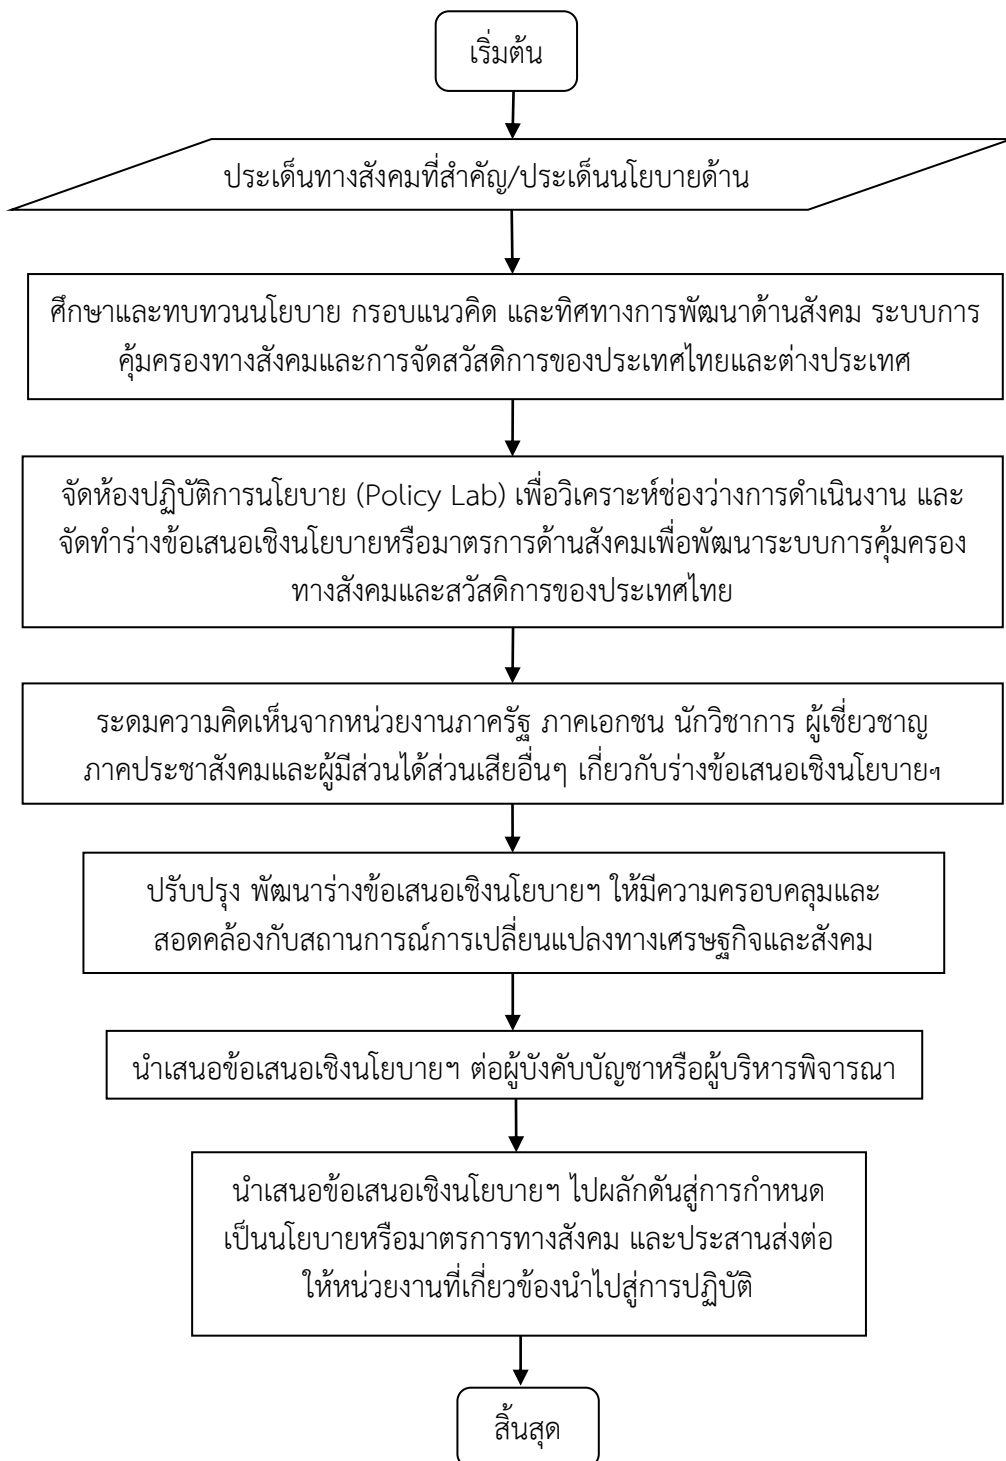 เริ่มต้น
ประเด็นทางสังคมที่สำคัญ/ประเด็นนโยบายด้าน
ศึกษาและทบทวนนโยบาย กรอบแนวคิด และทิศทางการพัฒนาด้านสังคม ระบบการ
คุ้มครองทางสังคมและการจัดสวัสดิการของประเทศไทยและต่างประเทศ
จัดห้องปฏิบัติการนโยบาย (Policy Lab) เพื่อวิเคราะห์ช่องว่างการดำเนินงาน และ
จัดทำร่างข้อเสนอเชิงนโยบายหรือมาตรการด้านสังคมเพื่อพัฒนาระบบการคุ้มครอง
ทางสังคมและสวัสดิการของประเทศไทย
ระดมความคิดเห็นจากหน่วยงานภาครัฐ ภาคเอกชน นักวิชาการ ผู้เชี่ยวชาญ
ภาคประชาสังคมและผู้มีส่วนได้ส่วนเสียอื่นๆ เกี่ยวกับร่างข้อเสนอเชิงนโยบายฯ
ปรับปรุง พัฒนาร่างข้อเสนอเชิงนโยบายฯ ให้มีความครอบคลุมและ
สอดคล้องกับสถานการณ์การเปลี่ยนแปลงทางเศรษฐกิจและสังคม
นำเสนอข้อเสนอเชิงนโยบายฯ ต่อผู้บังคับบัญชาหรือผู้บริหารพิจารณา
นำเสนอข้อเสนอเชิงนโยบายฯ ไปผลักดันสู่การกำหนด
เป็นนโยบายหรือมาตรการทางสังคม และประสานส่งต่อ
ให้หน่วยงานที่เกี่ยวข้องนำไปสู่การปฏิบัติ
สิ้นสุด